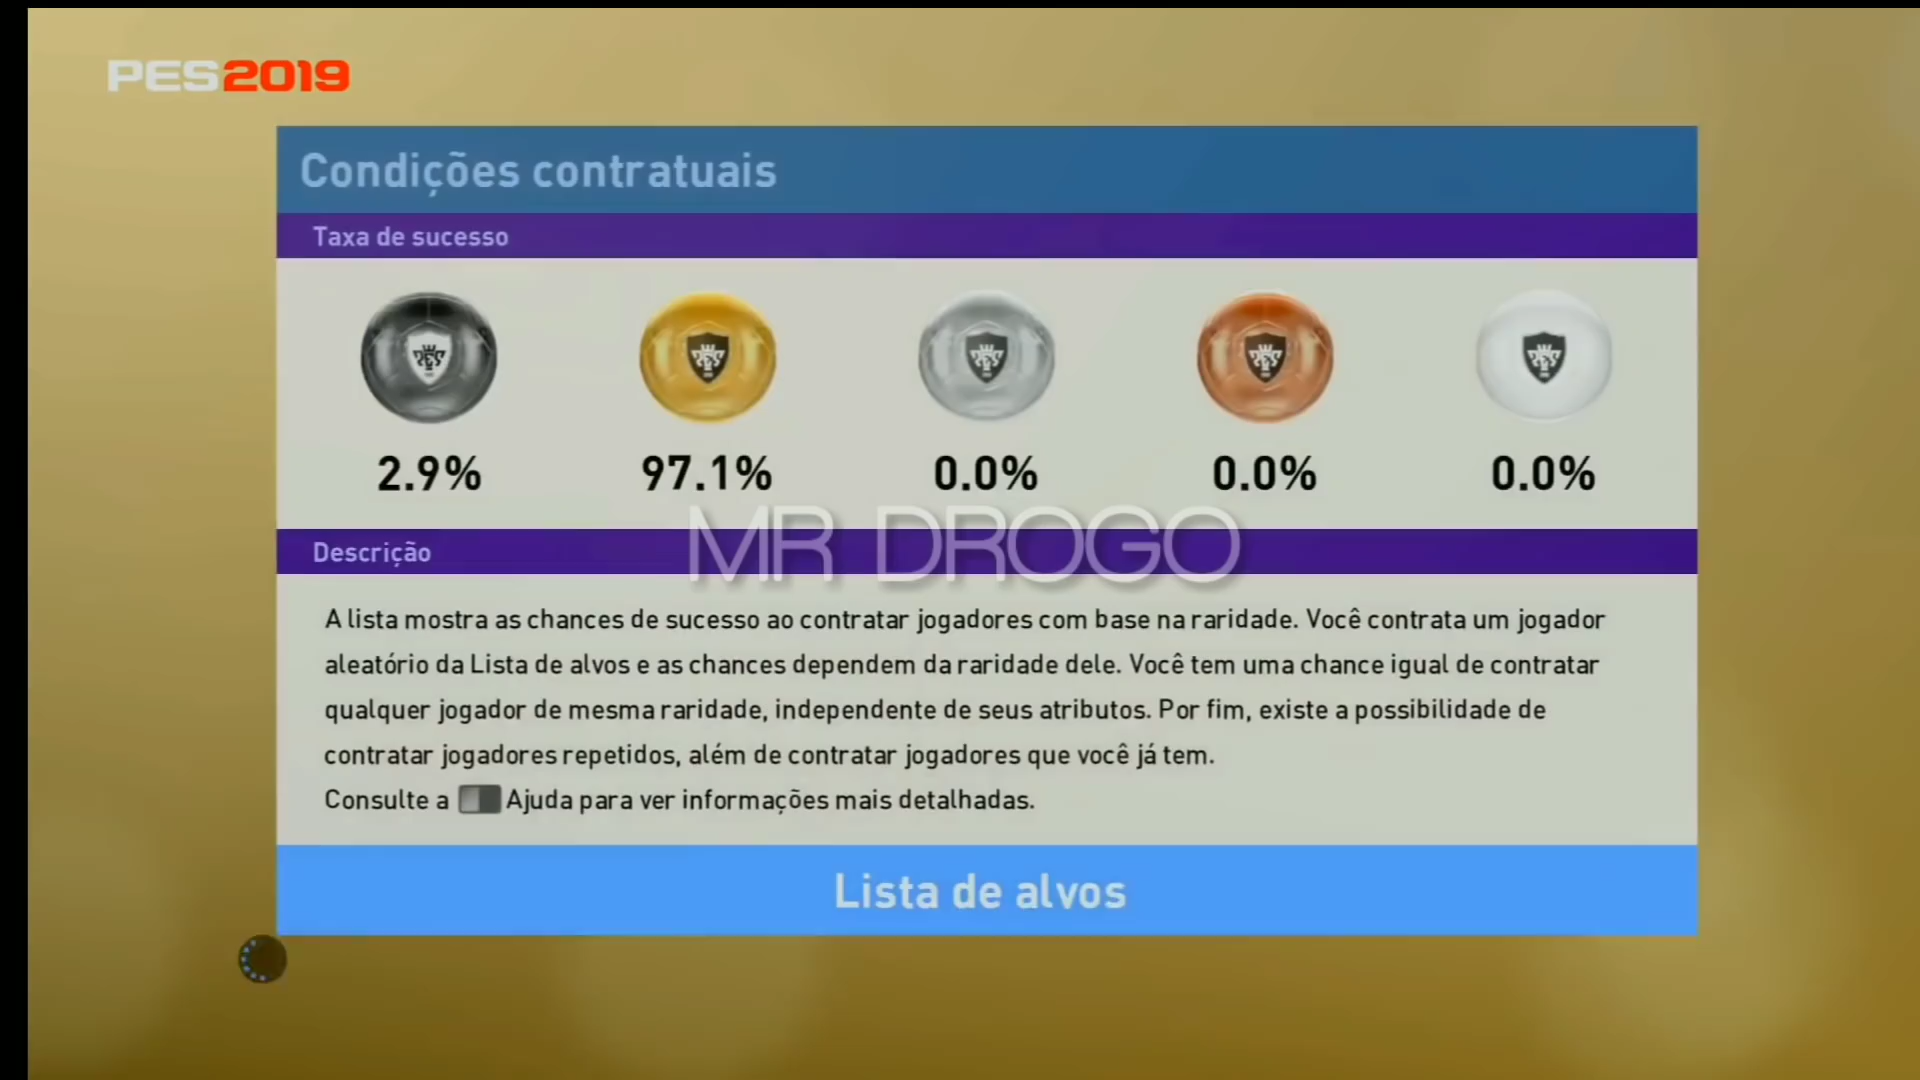 PES2019
Condições contratuais
Taxa de sucesso
2.9% 97.1% 0.0% 0.0% 0.0%
MR DROGO
Descrição
A lista mostra as chances de sucesso ao contratar jogadores com base na raridade. Você contrata um jogador
aleatório da Lista de alvos e as chances dependem da raridade dele. Você tem uma chance igual de contratar
qualquer jogador de mesma raridade, independente de seus atributos. Por fim, existe a possibilidade de
contratar jogadores repetidos, além de contratar jogadores que você já tem.
Consulte a Ajuda para ver informações mais detalhadas.
Lista de alvos